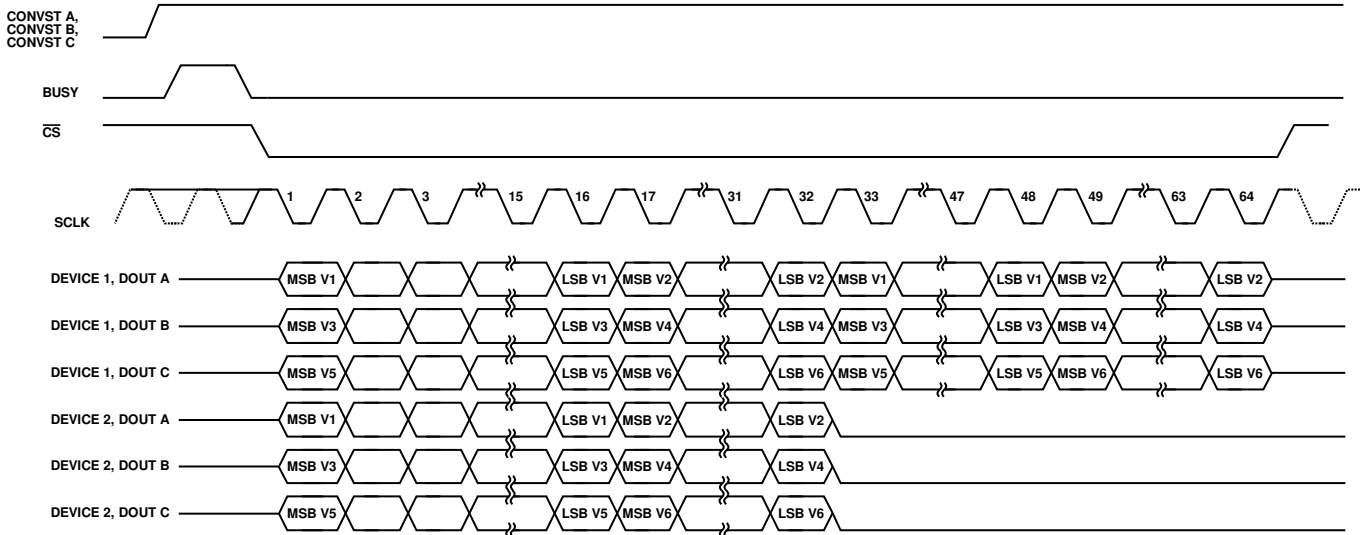 CONVST A,
CONVST B,
CONVST C
BUSY
CS
SCLK
1 2 3 15 16 17 31 32 33 47 48 49 63 64
DEVICE 1, DOUT A MSB V1 LSB V1 MSB V2 LSB V2 MSB V1 LSB V1 MSB V2 LSB V2
DEVICE 1, DOUT B MSB V3 LSB V3 MSB V4 LSB V4 MSB V3 LSB V3 MSB V4 LSB V4
DEVICE 1, DOUT C MSB V5 LSB V5 MSB V6 LSB V6 MSB V5 LSB V5 MSB V6 LSB V6
DEVICE 2, DOUT A MSB V1 LSB V1 MSB V2 LSB V2
DEVICE 2, DOUT B MSB V3 LSB V3 MSB V4 LSB V4
DEVICE 2, DOUT C MSB V5 LSB V5 MSB V6 LSB V6